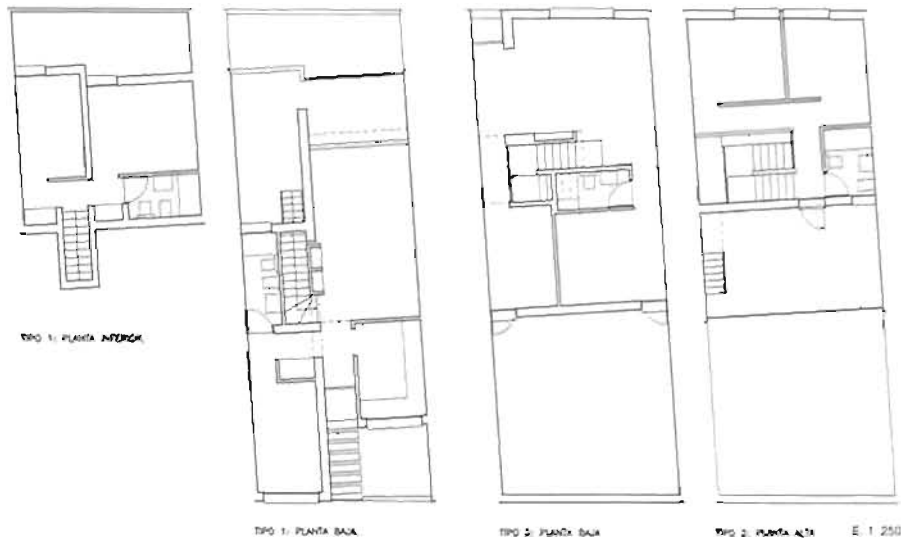 TIPO 1: PLANTA INFERIOR
TIPO 1: PLANTA BAJA
TIPO 2: PLANTA BAJA
TIPO 2: PLANTA ALTA
E. 1 250